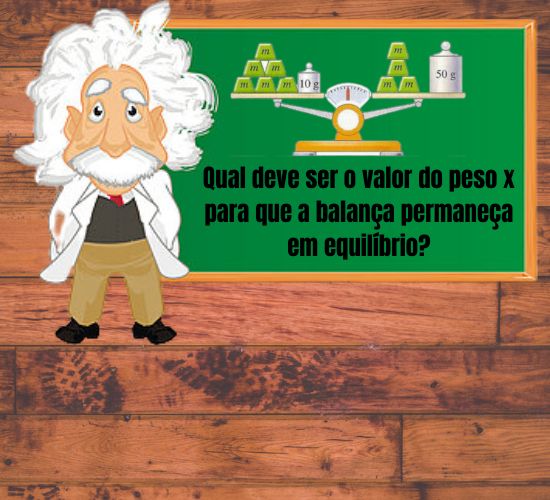 m
m m
m m m 10 g
m
m
m m
50 g
Qual deve ser o valor do peso x
para que a balança permaneça
em equilíbrio?